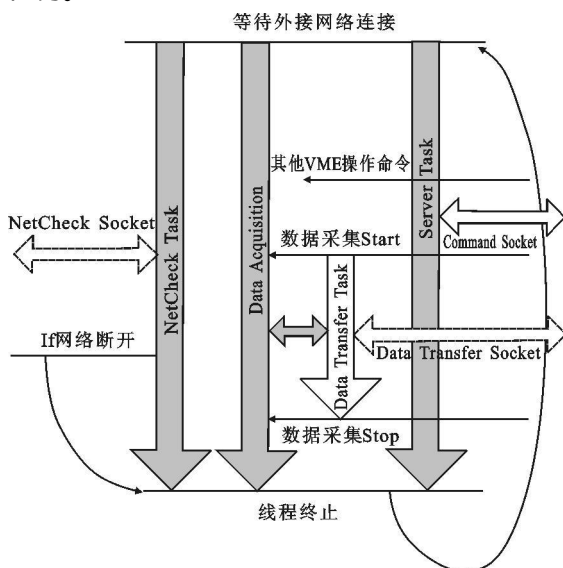 等待外接网络连接
其他VME操作命令
NetCheck Socket
Command Socket
数据采集Start
NetCheck Task
Data Acquisition
Server Task
Data Transfer Task
If网络断开
Data Transfer Socket
数据采集Stop
线程终止